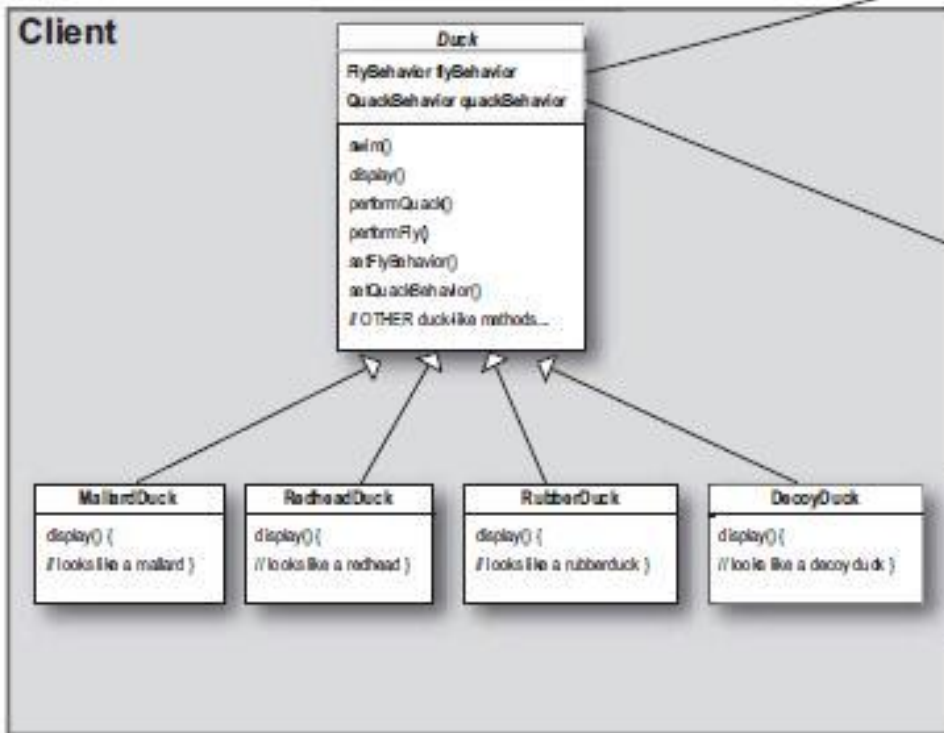 Client
Duck
FlyBehavior flyBehavior
QuackBehavior quackBehavior
swim()
display()
performQuack()
performFly()
setFlyBehavior()
setQuackBehavior()
// OTHER duck-like methods...
MallardDuck
display() {
// looks like a mallard }
RedheadDuck
display() {
// looks like a redhead }
RubberDuck
display() {
// looks like a rubberduck }
DecoyDuck
display() {
// looks like a decoy duck }